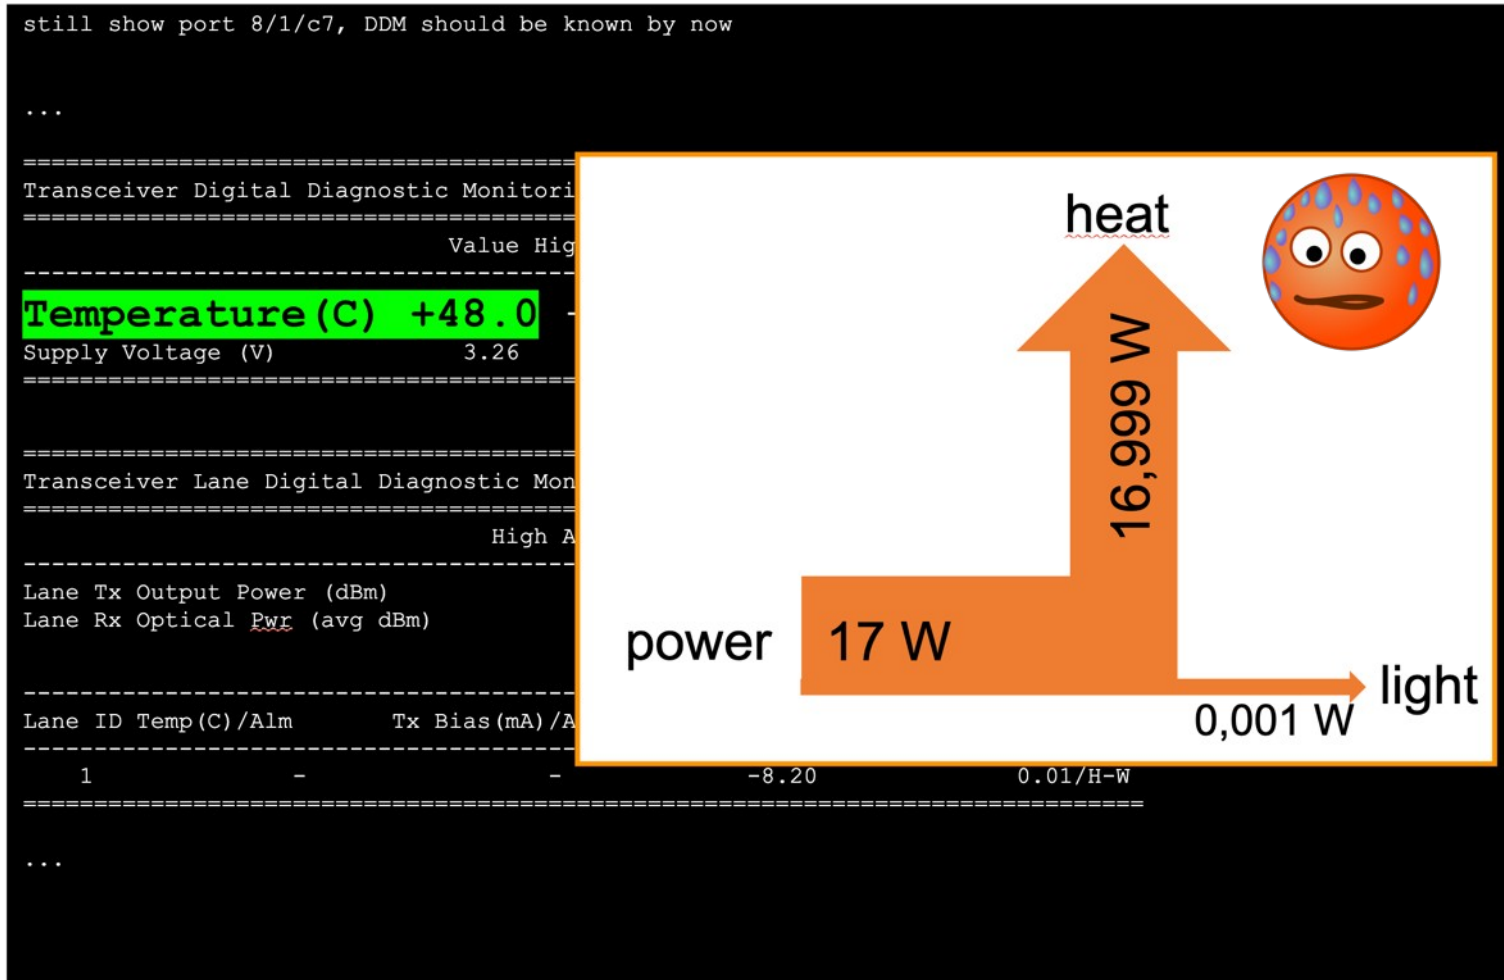 still show port 8/1/c7, DDM should be known by now
...
================================================
Transceiver Digital Diagnostic Monitori
================================================
Value Hig
------------------------------------------------
Temperature(C) +48.0 -
Supply Voltage (V) 3.26
================================================
================================================
Transceiver Lane Digital Diagnostic Mon
================================================
High A
------------------------------------------------
Lane Tx Output Power (dBm)
Lane Rx Optical Pwr (avg dBm)
------------------------------------------------
Lane ID Temp(C)/Alm Tx Bias(mA)/A
------------------------------------------------
1 - - -8.20 0.01/H-W
===============================================================================
...
heat
16,999 W
power 17 W
light
0,001 W